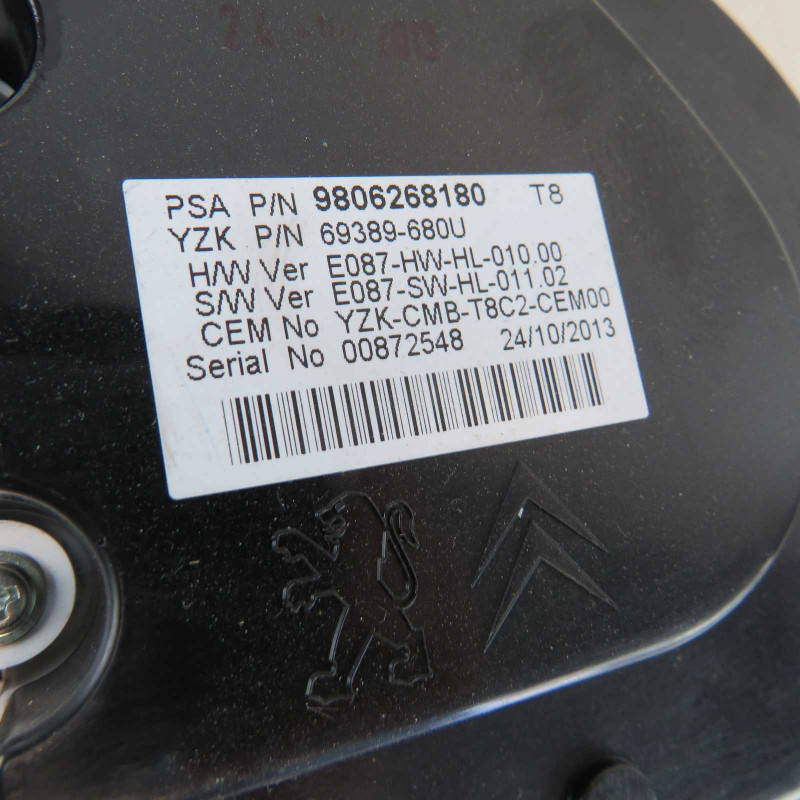 PSA P/N 9806268180 T8
YZK P/N 69389-680U
H/W Ver E087-HW-HL-010.00
S/W Ver E087-SW-HL-011.02
CEM No YZK-CMB-T8C2-CEM00
Serial No 00872548 24/10/2013